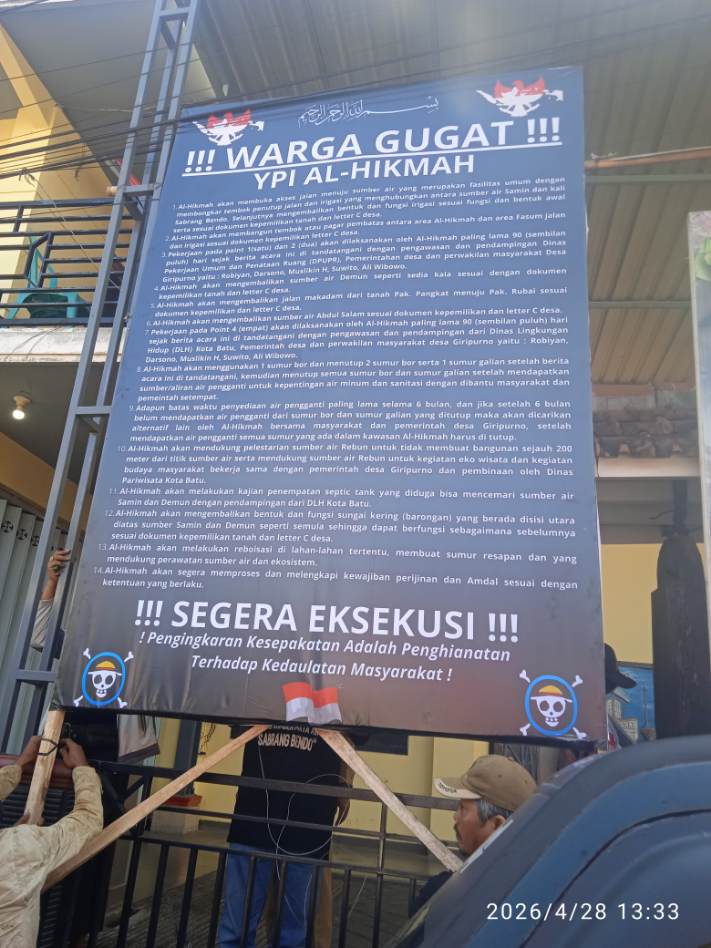 بسم الله الرحمن الرحيم
!!! WARGA GUGAT !!!
YPI AL-HIKMAH
1. Al-Hikmah akan membuka akses jalan menuju sumber air yang merupakan fasilitas umum dengan
membongkar tembok penutup jalan dan irigasi yang menghubungkan antara sumber air Samin dan kali
Sabrang Bendo. Selanjutnya mengembalikan bentuk dan fungsi irigasi sesuai fungsi dan bentuk awal
serta sesuai dokumen kepemilikan tanah dan letter C desa.
2. Al-Hikmah akan membangun tembok atau pagar pembatas antara area Al-Hikmah dan area Fasum Jalan
dan irigasi sesuai dokumen kepemilikan letter C desa.
3. Pekerjaan pada point 1(satu) dan 2 (dua) akan dilaksanakan oleh Al-Hikmah paling lama 90 (sembilan
puluh) hari sejak berita acara ini di tandatangani dengan pengawasan dan pendampingan Dinas
Pekerjaan Umum dan Penataan Ruang (DPUPR), Pemerintahan desa dan perwakilan masyarakat Desa
Giripurno yaitu : Robiyan, Darsono, Muslikin H, Suwito, Ali Wibowo.
4. Al-Hikmah akan mengembalikan sumber air Demun seperti sedia kala sesuai dengan dokumen
kepemilikan tanah dan letter C desa.
5. Al-Hikmah akan mengembalikan jalan makadam dari tanah Pak. Pangkat menuju Pak. Rubai sesuai
dokumen kepemilikan dan letter C desa.
6. Al-Hikmah akan mengembalikan sumber air Abdul Salam sesuai dokumen kepemilikan dan letter C desa.
7. Pekerjaan pada Point 4 (empat) akan dilaksanakan oleh Al-Hikmah paling lama 90 (sembilan puluh) hari
sejak berita acara ini di tandatangani dengan pengawasan dan pendampingan dari Dinas Lingkungan
Hidup (DLH) Kota Batu, Pemerintah desa dan perwakilan masyarakat desa Giripurno yaitu : Robiyan,
Darsono, Muslikin H, Suwito, Ali Wibowo.
8. Al-Hikmah akan menggunakan 1 sumur bor dan menutup 2 sumur bor serta 1 sumur galian setelah berita
acara ini di tandatangani, kemudian menutup semua sumur bor dan sumur galian setelah mendapatkan
sumber/aliran air pengganti untuk kepentingan air minum dan sanitasi dengan dibantu masyarakat dan
pemeintah setempat.
9. Adapun batas waktu penyediaan air pengganti paling lama selama 6 bulan, dan jika setelah 6 bulan
belum mendapatkan air pengganti dari sumur bor dan sumur galian yang ditutup maka akan dicarikan
alternatif lain oleh Al-Hikmah bersama masyarakat dan pemerintah desa Giripurno, setelah
mendapatkan air pengganti semua sumur yang ada dalam kawasan Al-Hikmah harus di tutup.
10. Al-Hikmah akan mendukung pelestarian sumber air Rebun untuk tidak membuat bangunan sejauh 200
meter dari titik sumber air serta mendukung sumber air Rebun untuk kegiatan eko wisata dan kegiatan
budaya masyarakat bekerja sama dengan pemerintah desa Giripurno dan pembinaan oleh Dinas
Pariwisata Kota Batu.
11. Al-Hikmah akan melakukan kajian penempatan septic tank yang diduga bisa mencemari sumber air
Samin dan Demun dengan pendampingan dari DLH Kota Batu.
12. Al-Hikmah akan mengembalikan bentuk dan fungsi sungai kering (barongan) yang berada disisi utara
diatas sumber Samin dan Demun seperti semula sehingga dapat berfungsi sebagaimana sebelumnya
sesuai dokumen kepemilikan tanah dan letter C desa.
13. Al-Hikmah akan melakukan reboisasi di lahan-lahan tertentu, membuat sumur resapan dan yang
mendukung perawatan sumber air dan ekosistem.
14. Al-Hikmah akan segera memproses dan melengkapi kewajiban perijinan dan Amdal sesuai dengan
ketentuan yang berlaku.
!!! SEGERA EKSEKUSI !!!
! Pengingkaran Kesepakatan Adalah Penghianatan
Terhadap Kedaulatan Masyarakat !
SABRANG BENDO"
2026/4/28 13:33